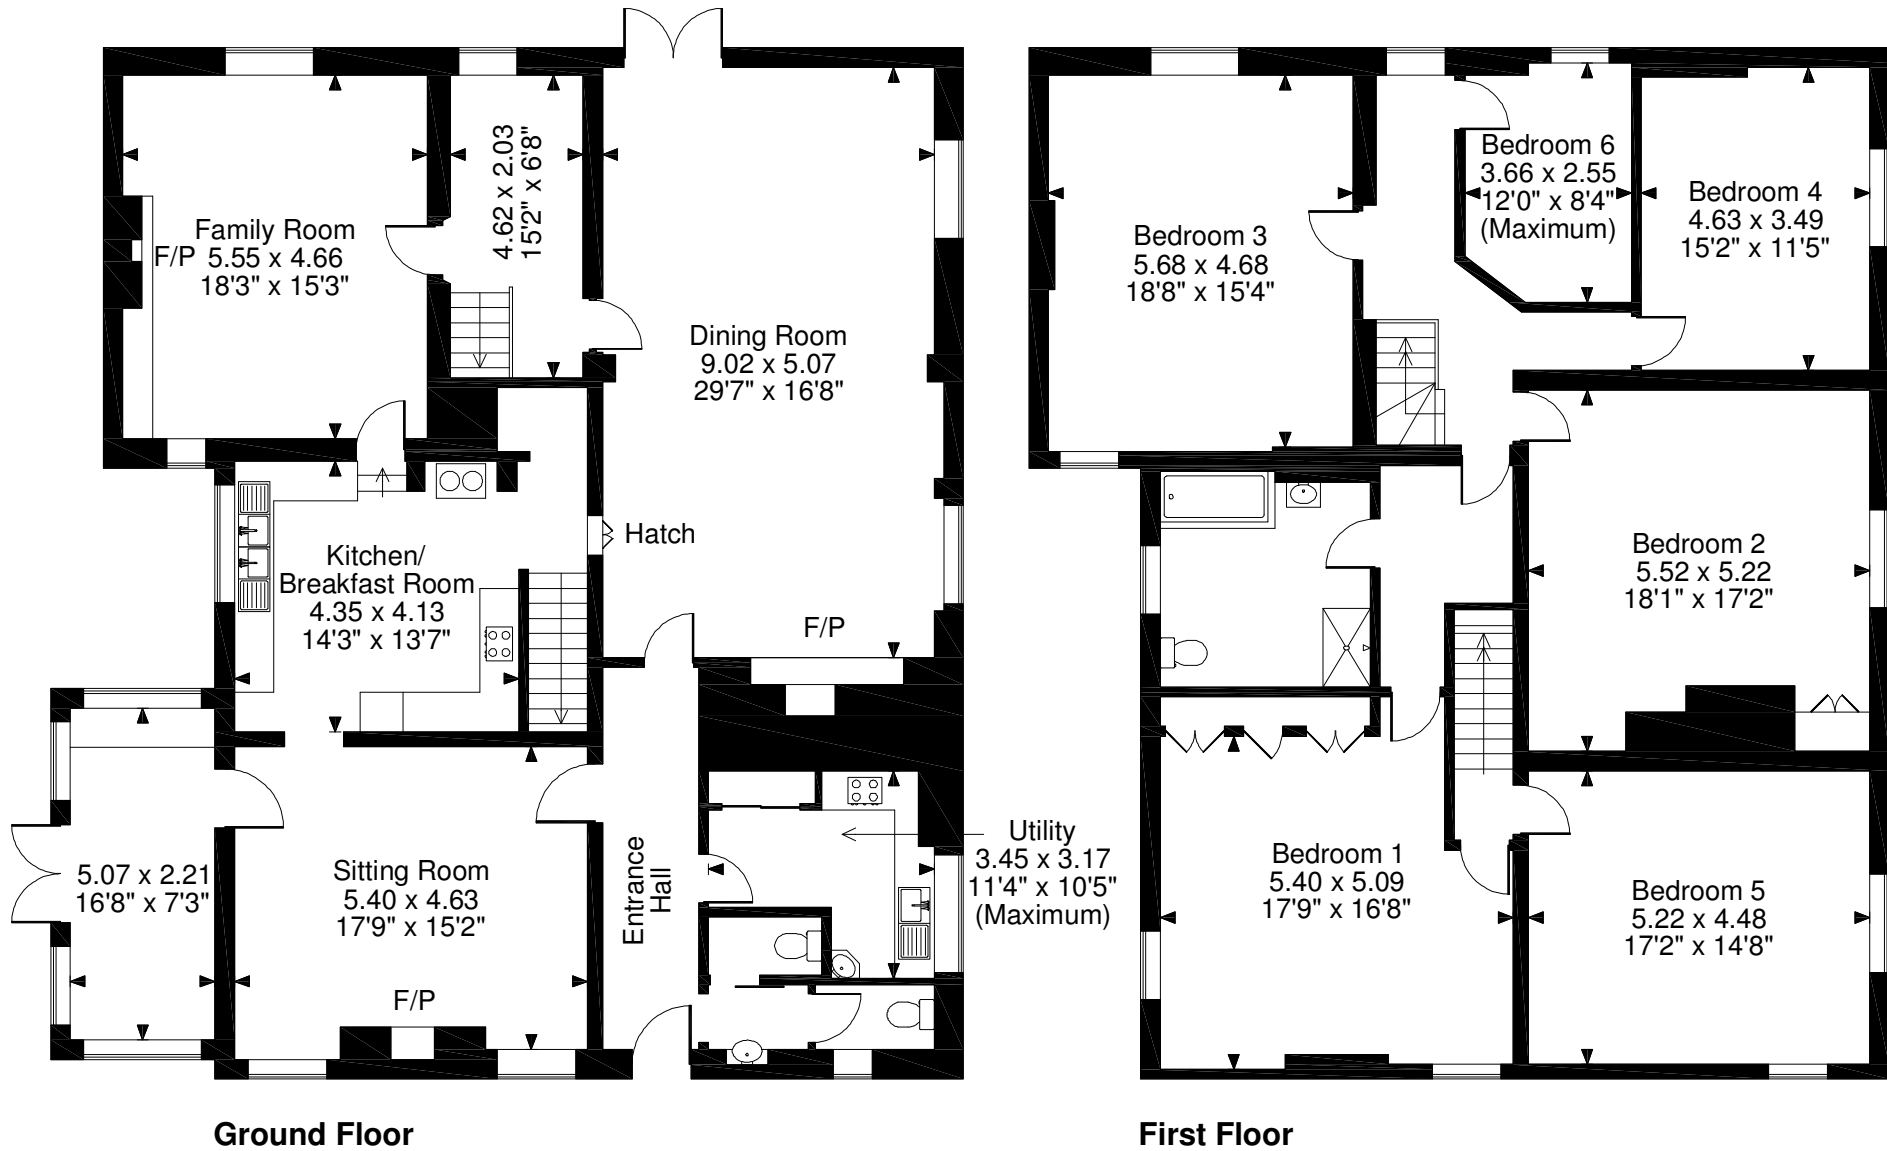 4.62 x 2.03
15'2" x 6'8"
Family Room
F/P
5.55 x 4.66
18'3" x 15'3"
Dining Room
9.02 x 5.07
29'7" x 16'8"
Hatch
Kitchen/
Breakfast Room
4.35 x 4.13
14'3" x 13'7"
F/P
5.07 x 2.21
16'8" x 7'3"
Sitting Room
5.40 x 4.63
17'9" x 15'2"
F/P
Entrance
Hall
Utility
3.45 x 3.17
11'4" x 10'5"
(Maximum)
Ground Floor
Bedroom 3
5.68 x 4.68
18'8" x 15'4"
Bedroom 6
3.66 x 2.55
12'0" x 8'4"
(Maximum)
Bedroom 4
4.63 x 3.49
15'2" x 11'5"
Bedroom 2
5.52 x 5.22
18'1" x 17'2"
Bedroom 1
5.40 x 5.09
17'9" x 16'8"
Bedroom 5
5.22 x 4.48
17'2" x 14'8"
First Floor